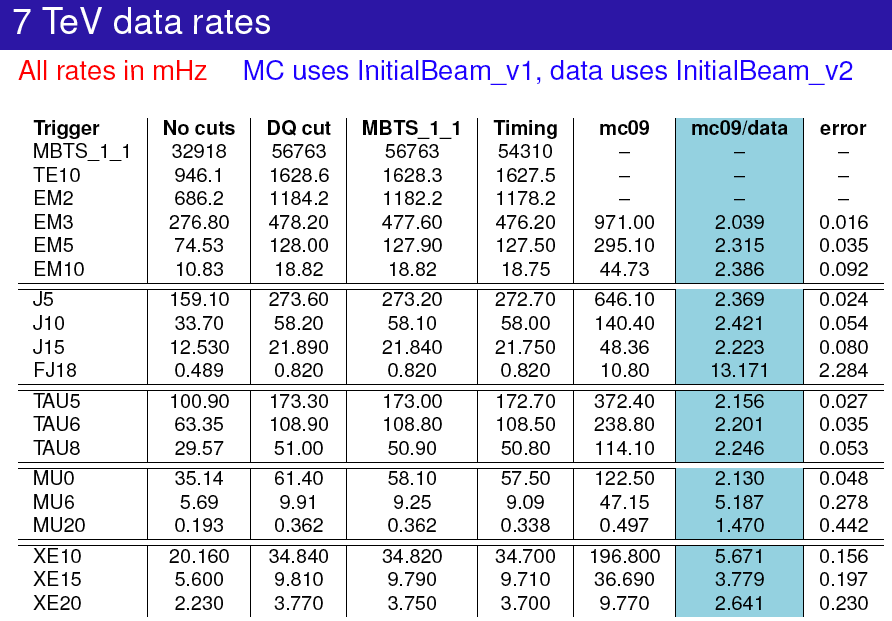 7 TeV data rates
All rates in mHz MC uses InitialBeam_v1, data uses InitialBeam_v2
Trigger No cuts DQ cut MBTS_1_1 Timing mc09 mc09/data error
MBTS_1_1 32918 56763 56763 54310 – – –
TE10 946.1 1628.6 1628.3 1627.5 – – –
EM2 686.2 1184.2 1182.2 1178.2 – – –
EM3 276.80 478.20 477.60 476.20 971.00 2.039 0.016
EM5 74.53 128.00 127.90 127.50 295.10 2.315 0.035
EM10 10.83 18.82 18.82 18.75 44.73 2.386 0.092
J5 159.10 273.60 273.20 272.70 646.10 2.369 0.024
J10 33.70 58.20 58.10 58.00 140.40 2.421 0.054
J15 12.530 21.890 21.840 21.750 48.36 2.223 0.080
FJ18 0.489 0.820 0.820 0.820 10.80 13.171 2.284
TAU5 100.90 173.30 173.00 172.70 372.40 2.156 0.027
TAU6 63.35 108.90 108.80 108.50 238.80 2.201 0.035
TAU8 29.57 51.00 50.90 50.80 114.10 2.246 0.053
MU0 35.14 61.40 58.10 57.50 122.50 2.130 0.048
MU6 5.69 9.91 9.25 9.09 47.15 5.187 0.278
MU20 0.193 0.362 0.362 0.338 0.497 1.470 0.442
XE10 20.160 34.840 34.820 34.700 196.800 5.671 0.156
XE15 5.600 9.810 9.790 9.710 36.690 3.779 0.197
XE20 2.230 3.770 3.750 3.700 9.770 2.641 0.230